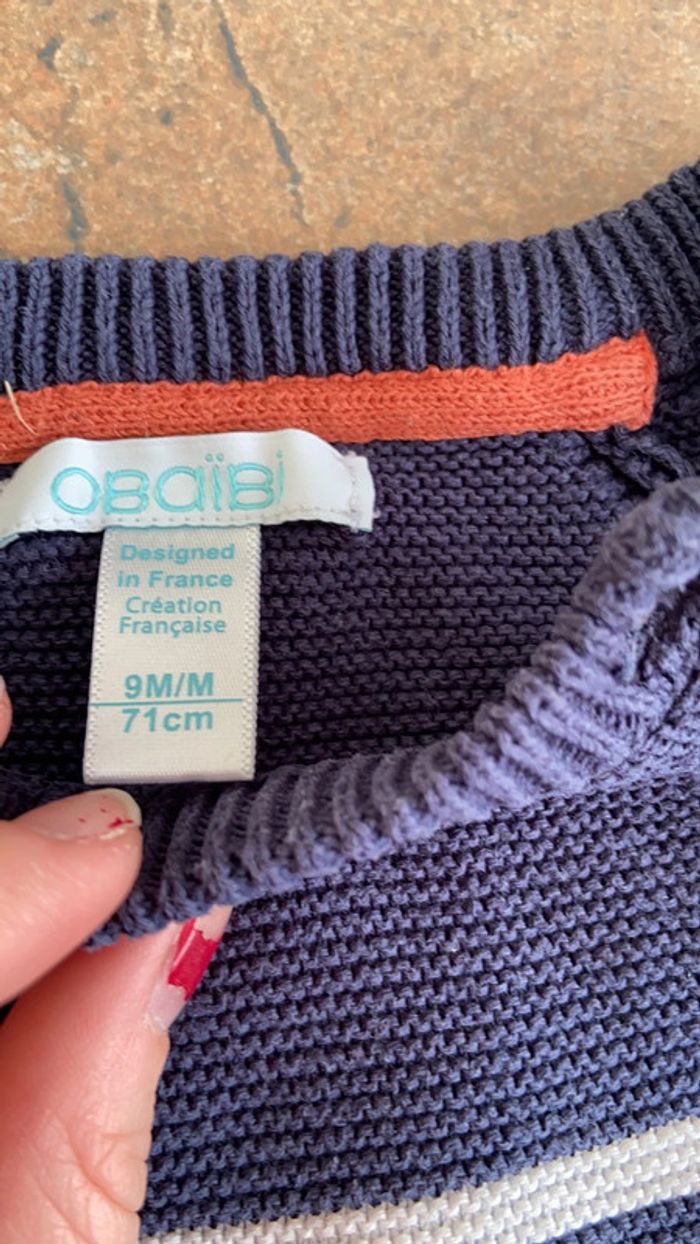 OBAÏBI
Designed
in France
Création
Française
9M/M
71cm